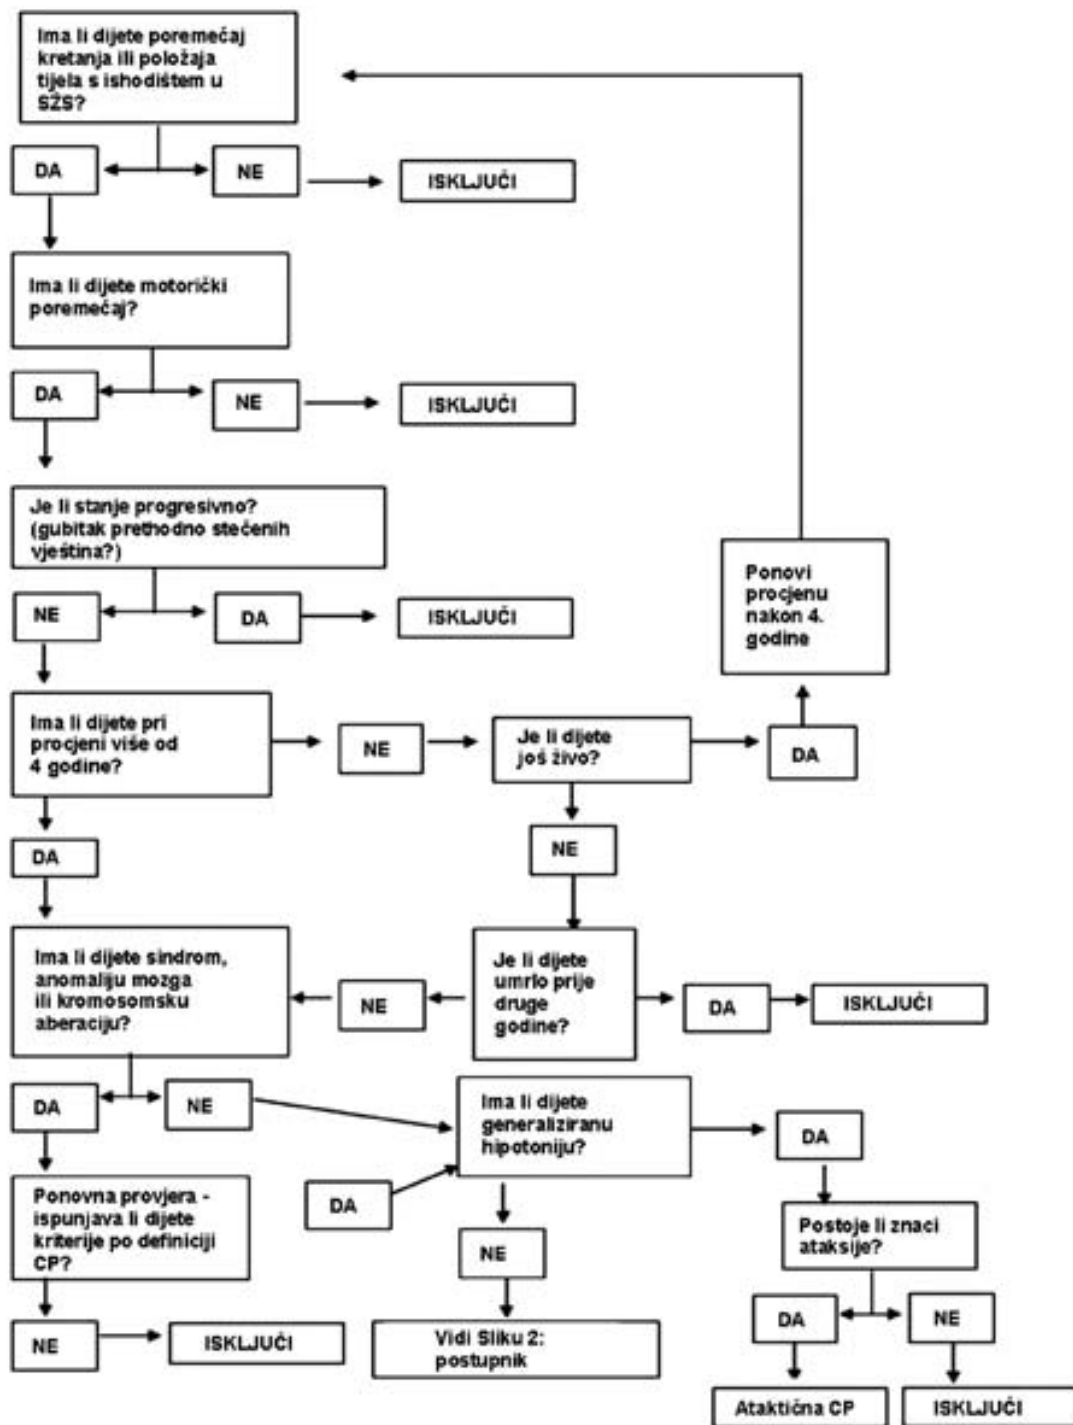 Ima li dijete poremećaj
kretanja ili položaja
tijela s ishodištem u
SŽS?
DA
NE
ISKLJUČI
Ima li dijete motorički
poremećaj?
DA
NE
ISKLJUČI
Je li stanje progresivno?
(gubitak prethodno stečenih
vještina?)
NE
DA
ISKLJUČI
Ponovi
procjenu
nakon 4.
godine
Ima li dijete pri
procjeni više od
4 godine?
NE
Je li dijete
još živo?
DA
DA
NE
Ima li dijete sindrom,
anomaliju mozga
ili kromosomsku
aberaciju?
NE
Je li dijete
umrlo prije
druge
godine?
DA
ISKLJUČI
DA
NE
Ima li dijete
generaliziranu
hipotoniju?
DA
Ponovna provjera -
ispunjava li dijete
kriterije po definiciji
CP?
DA
NE
Postoje li znaci
ataksije?
NE
ISKLJUČI
Vidi Sliku 2:
postupnik
DA
NE
Ataktična CP
ISKLJUČI